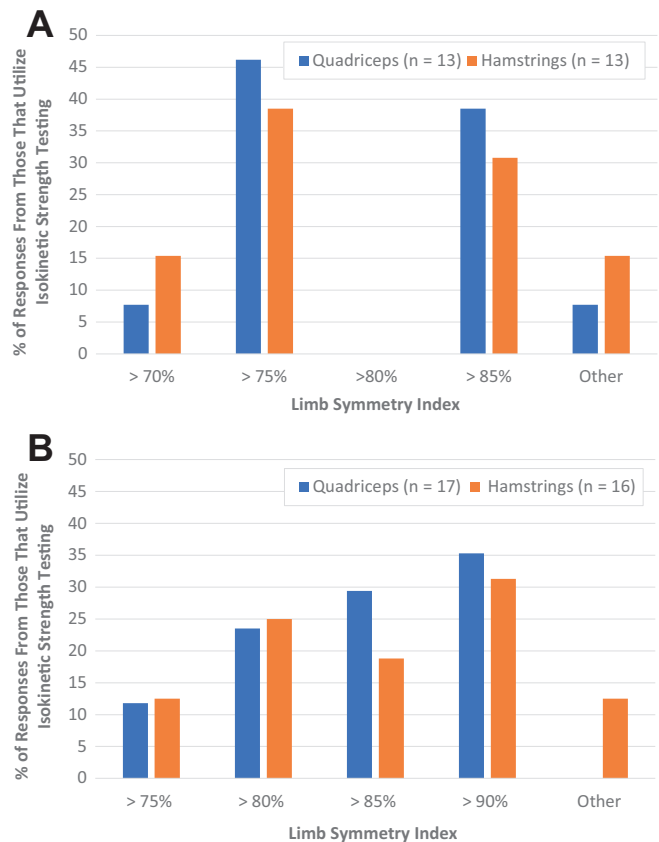 A
% of Responses From Those That Utilize
Isokinetic Strength Testing
50
45
40
35
30
25
20
15
10
5
0
Quadriceps (n = 13) Hamstrings (n = 13)
> 70% > 75% >80% > 85% Other
Limb Symmetry Index
B
% of Responses From Those That Utilize
Isokinetic Strength Testing
50
45
40
35
30
25
20
15
10
5
0
Quadriceps (n = 17) Hamstrings (n = 16)
> 75% > 80% > 85% > 90% Other
Limb Symmetry Index